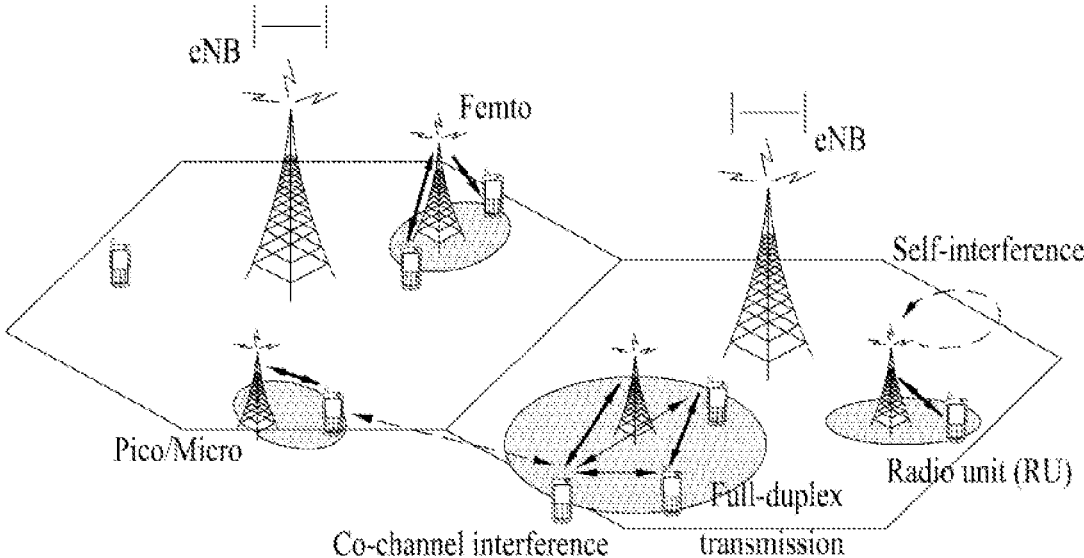 eNB
Femto
eNB
Self-interference
Pico/Micro
Radio unit (RU)
Full-duplex
transmission
Co-channel interference